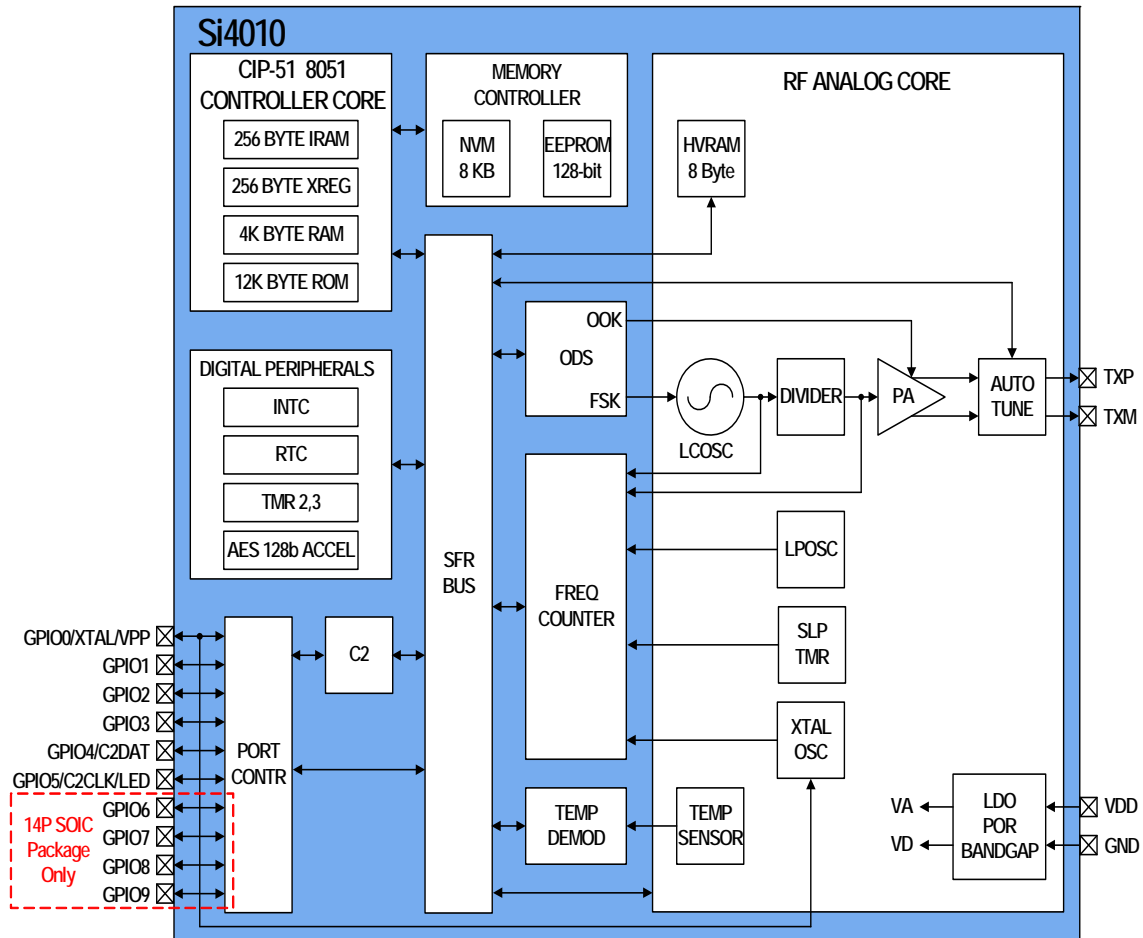 Si4010
CIP-51 8051
CONTROLLER CORE
256 BYTE IRAM
256 BYTE XREG
4K BYTE RAM
12K BYTE ROM
MEMORY
CONTROLLER
NVM
8 KB
EEPROM
128-bit
RF ANALOG CORE
HVRAM
8 Byte
DIGITAL PERIPHERALS
INTC
RTC
TMR 2,3
AES 128b ACCEL
SFR
BUS
OOK
ODS
FSK
LCOSC
DIVIDER
PA
AUTO
TUNE
TXP
TXM
FREQ
COUNTER
LPOSC
SLP
TMR
XTAL
OSC
GPIO0/XTAL/VPP
GPIO1
GPIO2
GPIO3
GPIO4/C2DAT
GPIO5/C2CLK/LED
GPIO6
GPIO7
GPIO8
GPIO9
14P SOIC
Package
Only
PORT
CONTR
C2
TEMP
DEMOD
TEMP
SENSOR
VA
VD
LDO
POR
BANDGAP
VDD
GND